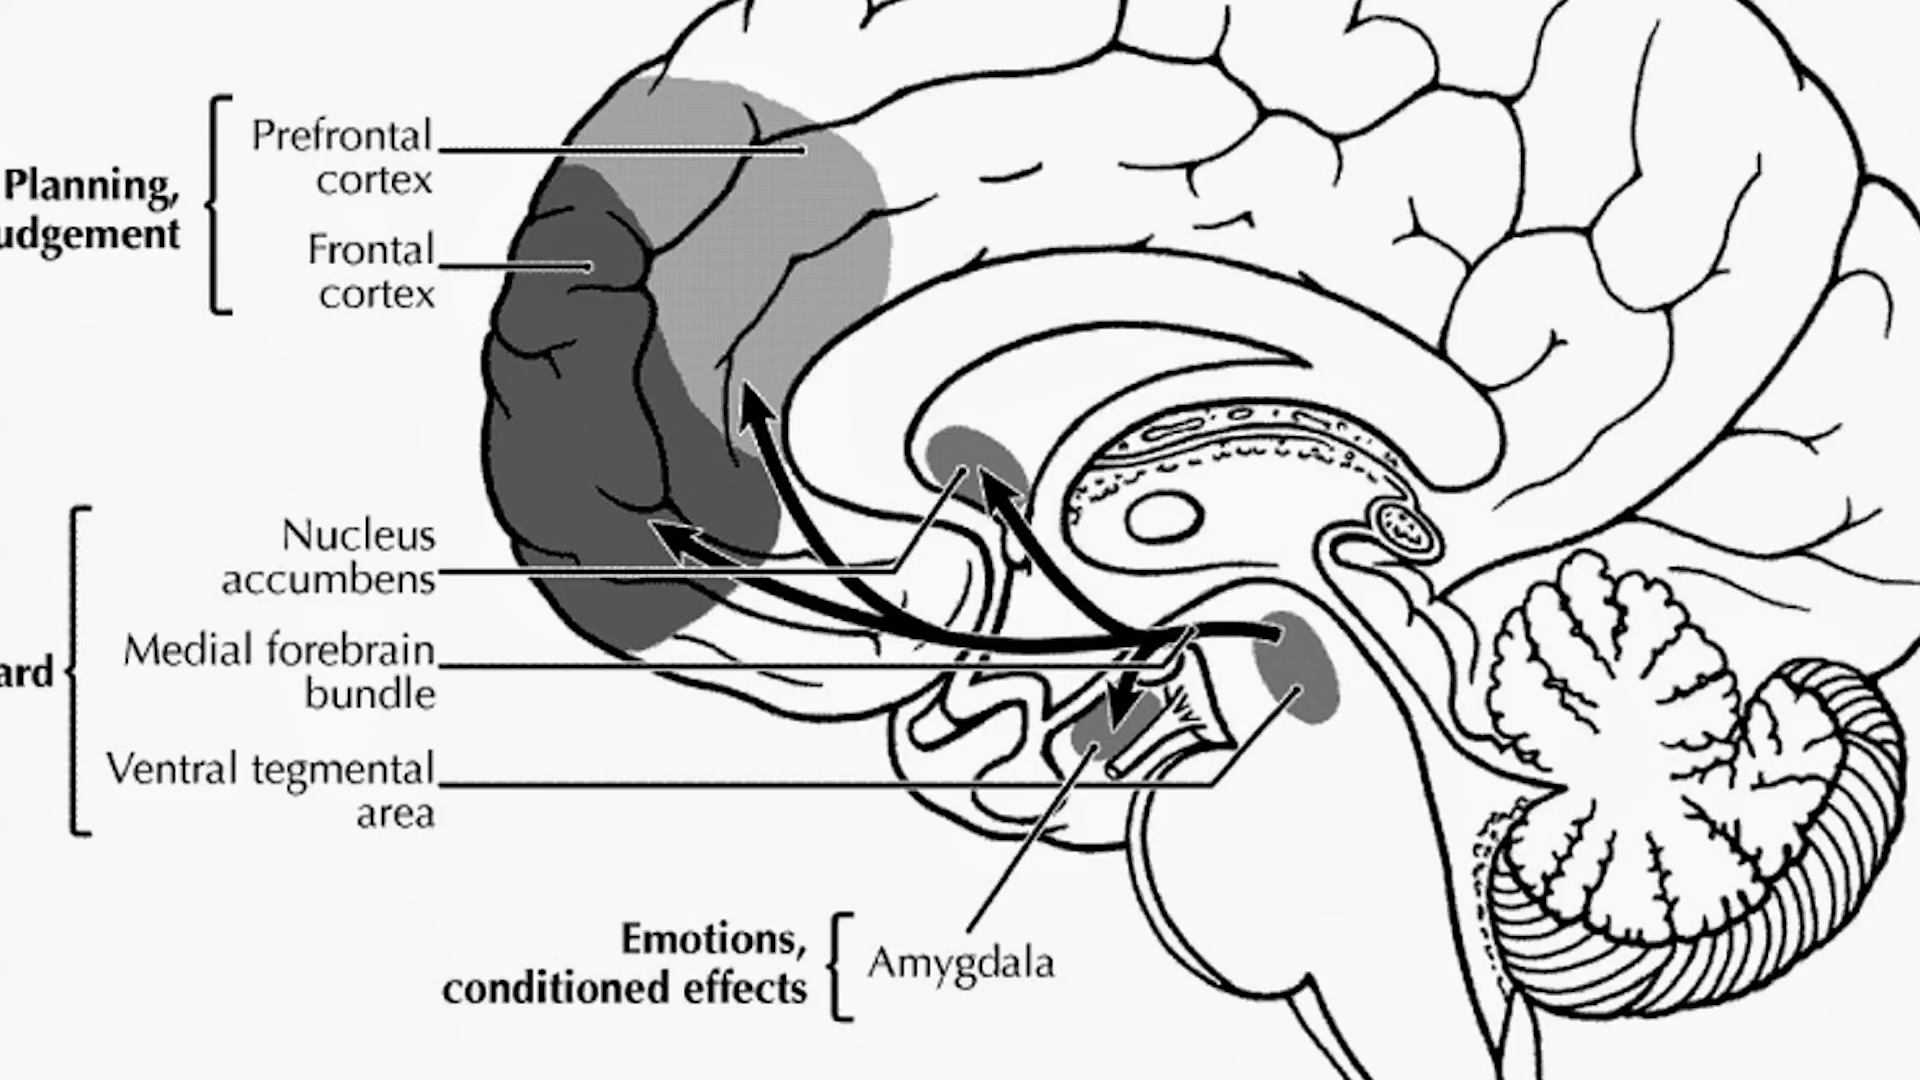 Prefrontal
cortex
Planning,
udgement
Frontal
cortex
Nucleus
accumbens
Medial forebrain
bundle
ard
Ventral tegmental
area
Emotions,
conditioned effects
Amygdala